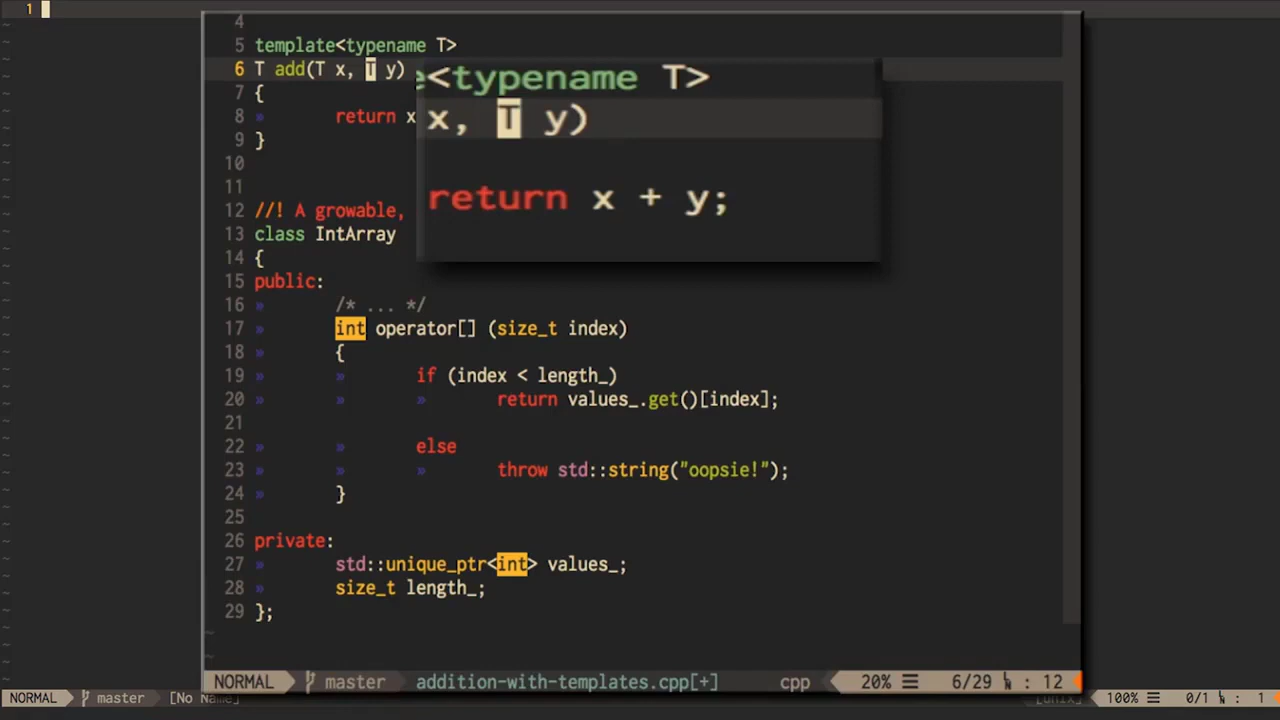 1
4
5 template<typename T>
6 T add(T x, T y)
<typename T>
x, T y)
return x + y;
7 {
8 » return x
9 }
10
11
12 //! A growable,
13 class IntArray
14 {
15 public:
16 » /* ... */
17 » int operator[] (size_t index)
18 » {
19 » » if (index < length_)
20 » » » return values_.get()[index];
21
22 » » else
23 » » » throw std::string("oopsie!");
24 » }
25
26 private:
27 » std::unique_ptr<int> values_;
28 » size_t length_;
29 };
NORMAL master addition-with-templates.cpp[+] cpp 20% ☰ 6/29 : 12
NORMAL master [No Name] [unix] 100% ☰ 0/1 : 1